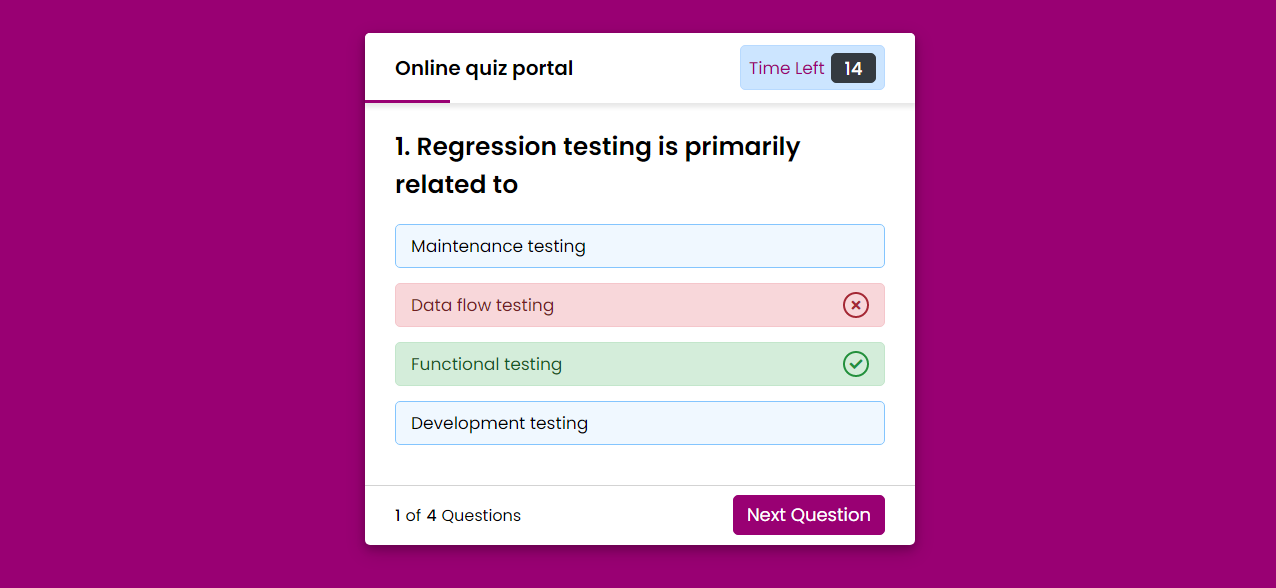 Online quiz portal
Time Left 14
1. Regression testing is primarily
related to
Maintenance testing
Data flow testing
Functional testing
Development testing
1 of 4 Questions
Next Question